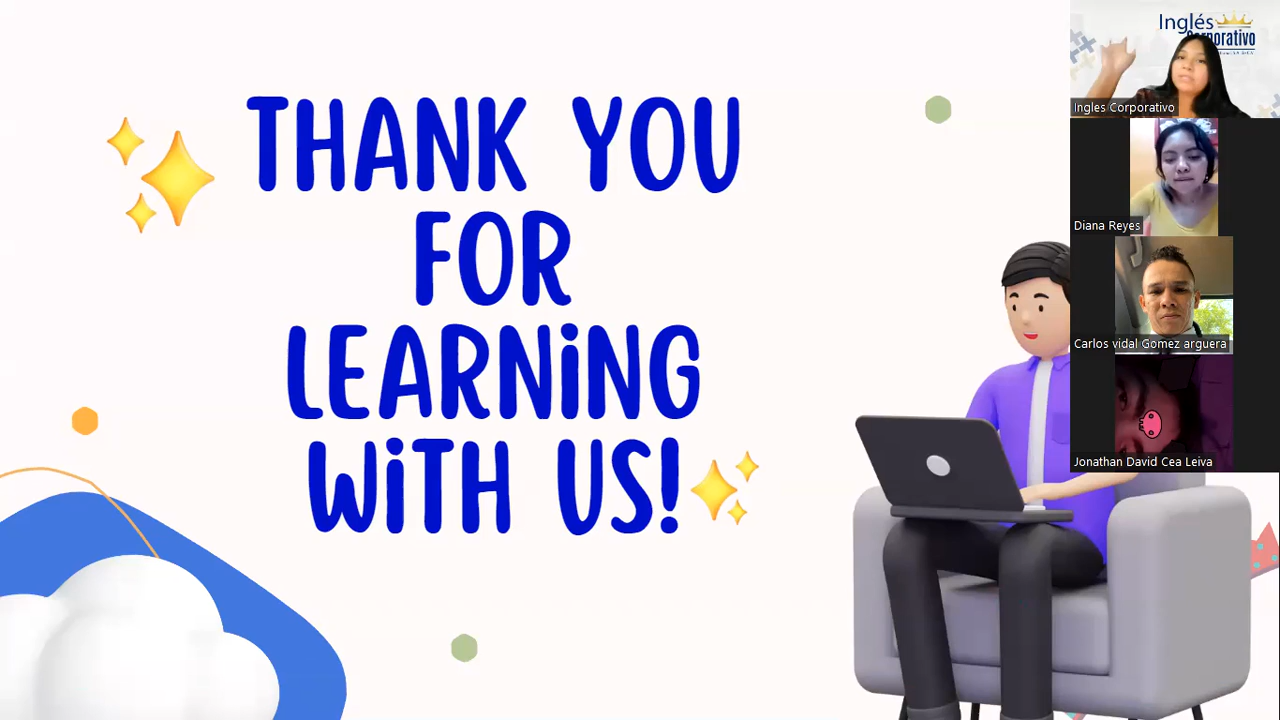 THANK YOU
FOR
LEARNiNG
WiTH US!
Inglés
Corporativo
Ingles Corporativo
Diana Reyes
Carlos vidal Gomez arguera
Jonathan David Cea Leiva